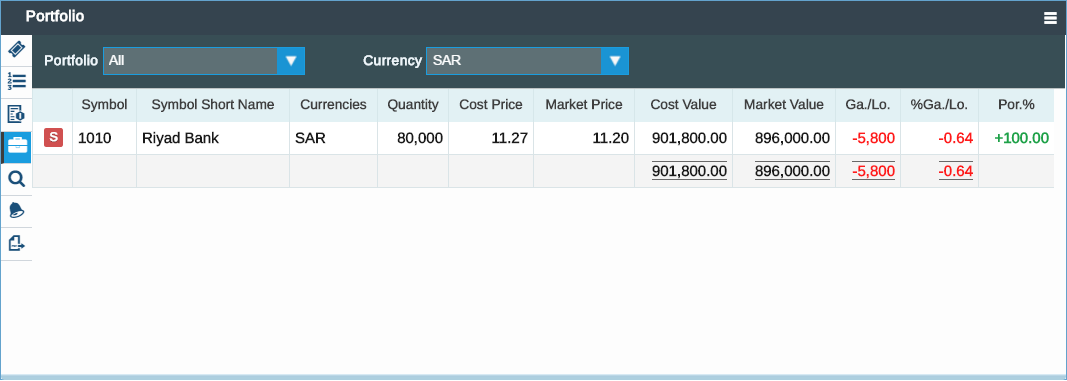 Portfolio
Portfolio All Currency SAR
Symbol Symbol Short Name Currencies Quantity Cost Price Market Price Cost Value Market Value Ga./Lo. %Ga./Lo. Por.%
S 1010 Riyad Bank SAR 80,000 11.27 11.20 901,800.00 896,000.00 -5,800 -0.64 +100.00
901,800.00 896,000.00 -5,800 -0.64